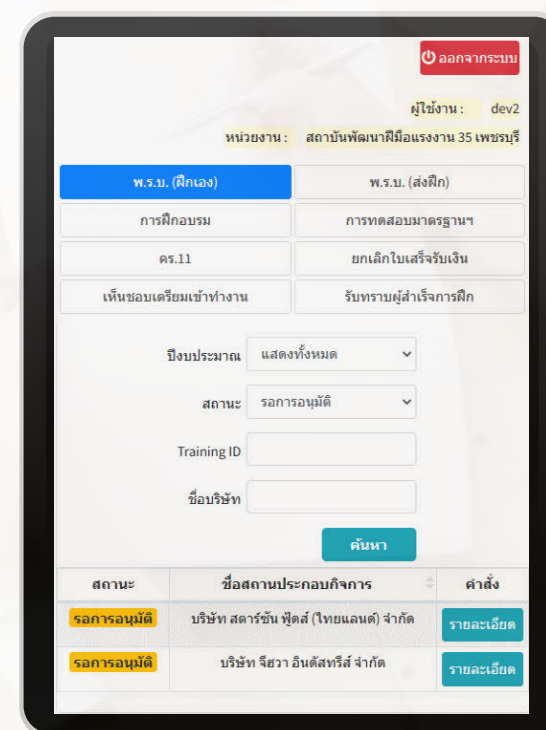 ออกจากระบบ
ผู้ใช้งาน : dev2
หน่วยงาน : สถาบันพัฒนาฝีมือแรงงาน 35 เพชรบุรี
พ.ร.บ. (ฝึกเอง) พ.ร.บ. (ส่งฝึก)
การฝึกอบรม การทดสอบมาตรฐานฯ
คร.11 ยกเลิกใบเสร็จรับเงิน
เห็นชอบเตรียมเข้าทำงาน รับทราบผู้สำเร็จการฝึก
ปีงบประมาณ แสดงทั้งหมด
สถานะ รอการอนุมัติ
Training ID
ชื่อบริษัท
ค้นหา
สถานะ ชื่อสถานประกอบกิจการ คำสั่ง
รอการอนุมัติ บริษัท สตาร์ชัน ฟู้ดส์ (ไทยแลนด์) จำกัด รายละเอียด
รอการอนุมัติ บริษัท จีฮวา อินดัสทรีส์ จำกัด รายละเอียด